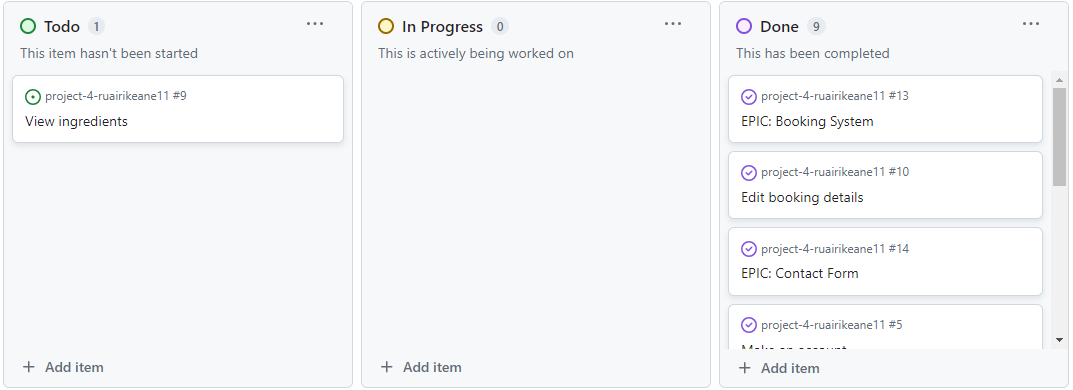 Todo 1
This item hasn't been started
project-4-ruairikeane11 #9
View ingredients
+ Add item
In Progress 0
This is actively being worked on
+ Add item
Done 9
This has been completed
project-4-ruairikeane11 #13
EPIC: Booking System
project-4-ruairikeane11 #10
Edit booking details
project-4-ruairikeane11 #14
EPIC: Contact Form
project-4-ruairikeane11 #5
Make an account
+ Add item